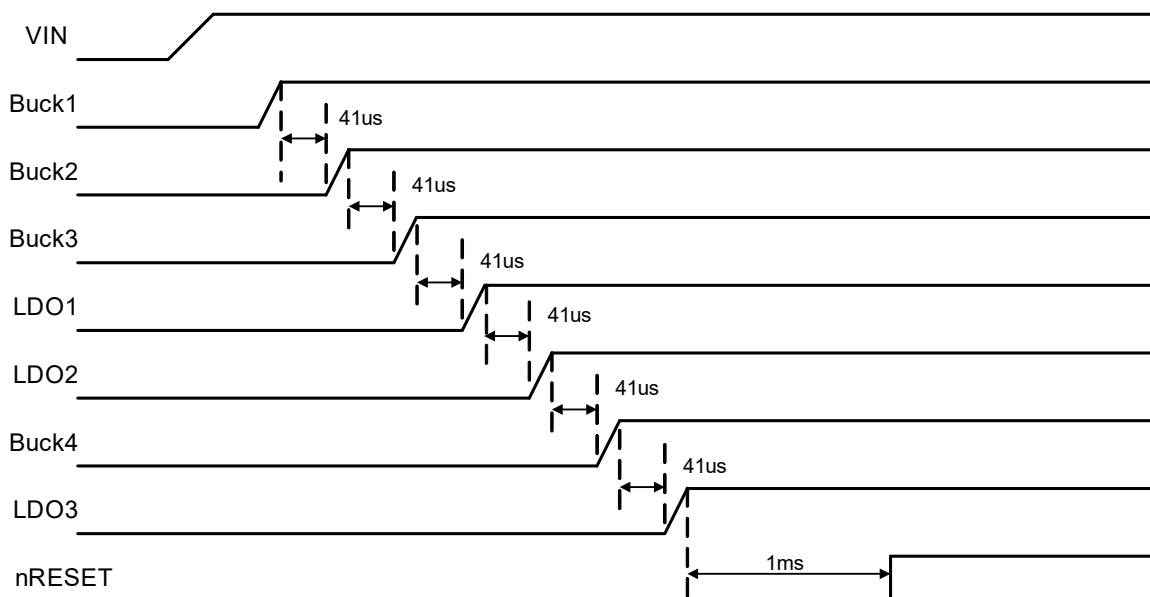 VIN
Buck1
41us
Buck2
41us
Buck3
41us
LDO1
41us
LDO2
41us
Buck4
41us
LDO3
1ms
nRESET